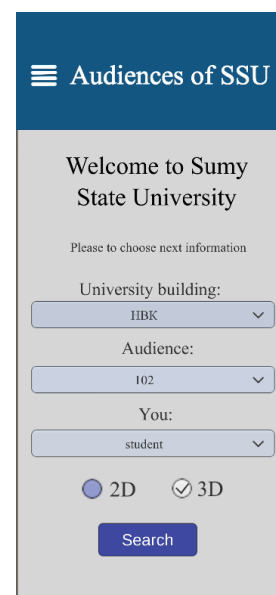 Audiences of SSU
Welcome to Sumy
State University
Please to choose next information
University building:
HBK
Audience:
102
You:
student
2D 3D
Search